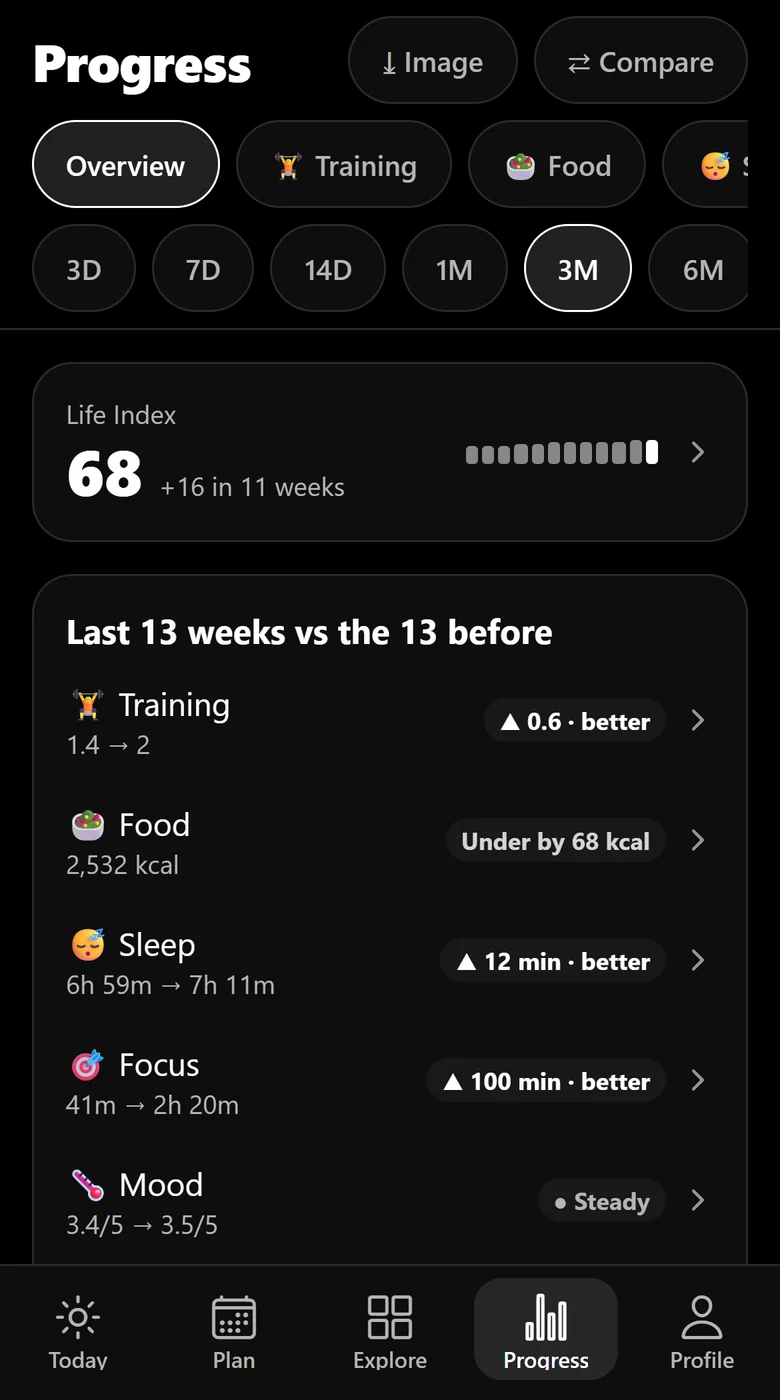 Progress
⤓ Image
⇄ Compare
Overview
Training
Food
3D
7D
14D
1M
3M
6M
Life Index
68 +16 in 11 weeks
Last 13 weeks vs the 13 before
Training
▲ 0.6 · better
1.4 → 2
Food
Under by 68 kcal
2,532 kcal
Sleep
▲ 12 min · better
6h 59m → 7h 11m
Focus
▲ 100 min · better
41m → 2h 20m
Mood
● Steady
3.4/5 → 3.5/5
Today
Plan
Explore
Progress
Profile